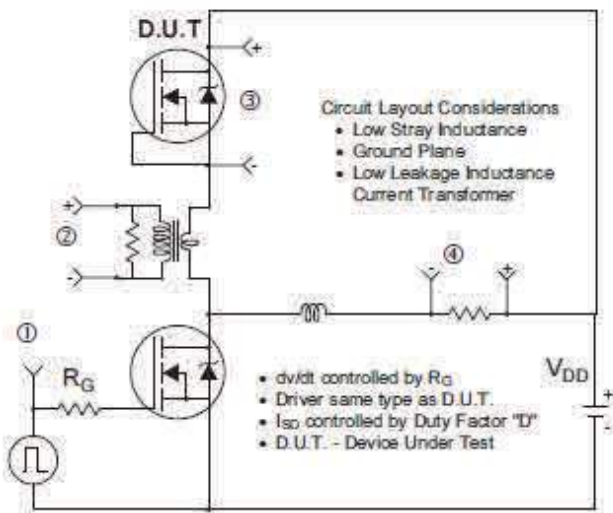 D.U.T
+
③
-
Circuit Layout Considerations
• Low Stray Inductance
• Ground Plane
• Low Leakage Inductance
Current Transformer
+
②
-
④
- +
①
RG
• dv/dt controlled by RG
• Driver same type as D.U.T.
• ISD controlled by Duty Factor "D"
• D.U.T. - Device Under Test
VDD
+
-